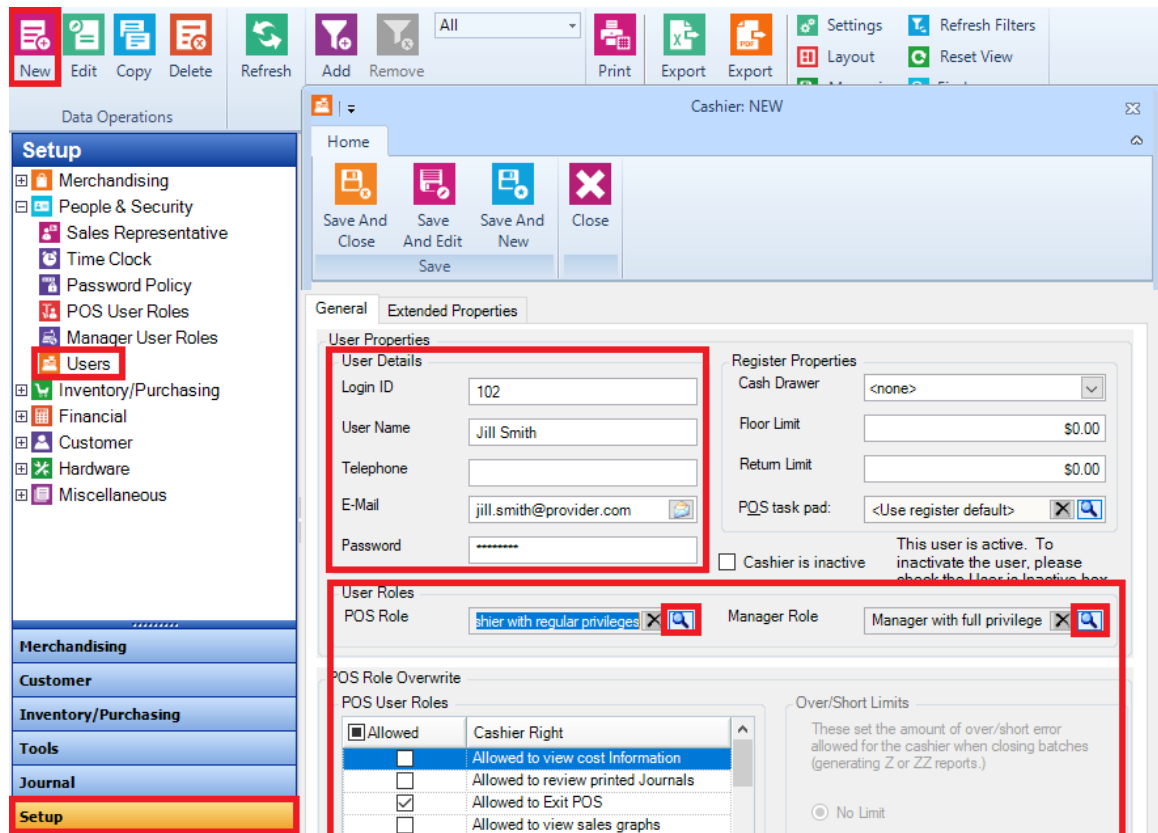 All
New Edit Copy Delete Refresh Add Remove Print Export Export
Settings Refresh Filters
Layout Reset View
Data Operations
Cashier: NEW
Home
Save And Close
Save And Edit
Save And New
Close
Save
Setup
Merchandising
People & Security
Sales Representative
Time Clock
Password Policy
POS User Roles
Manager User Roles
Users
Inventory/Purchasing
Financial
Customer
Hardware
Miscellaneous
Merchandising
Customer
Inventory/Purchasing
Tools
Journal
Setup
General Extended Properties
User Properties
User Details
Login ID 102
User Name Jill Smith
Telephone
E-Mail jill.smith@provider.com
Password ********
Register Properties
Cash Drawer <none>
Floor Limit $0.00
Return Limit $0.00
POS task pad: <Use register default>
Cashier is inactive
This user is active. To
inactivate the user, please
check the User is Inactive box
User Roles
POS Role shier with regular privileges
Manager Role Manager with full privilege
POS Role Overwrite
POS User Roles
Allowed Cashier Right
Allowed to view cost Information
Allowed to review printed Journals
Allowed to Exit POS
Allowed to view sales graphs
Over/Short Limits
These set the amount of over/short error
allowed for the cashier when closing batches
(generating Z or ZZ reports.)
No Limit